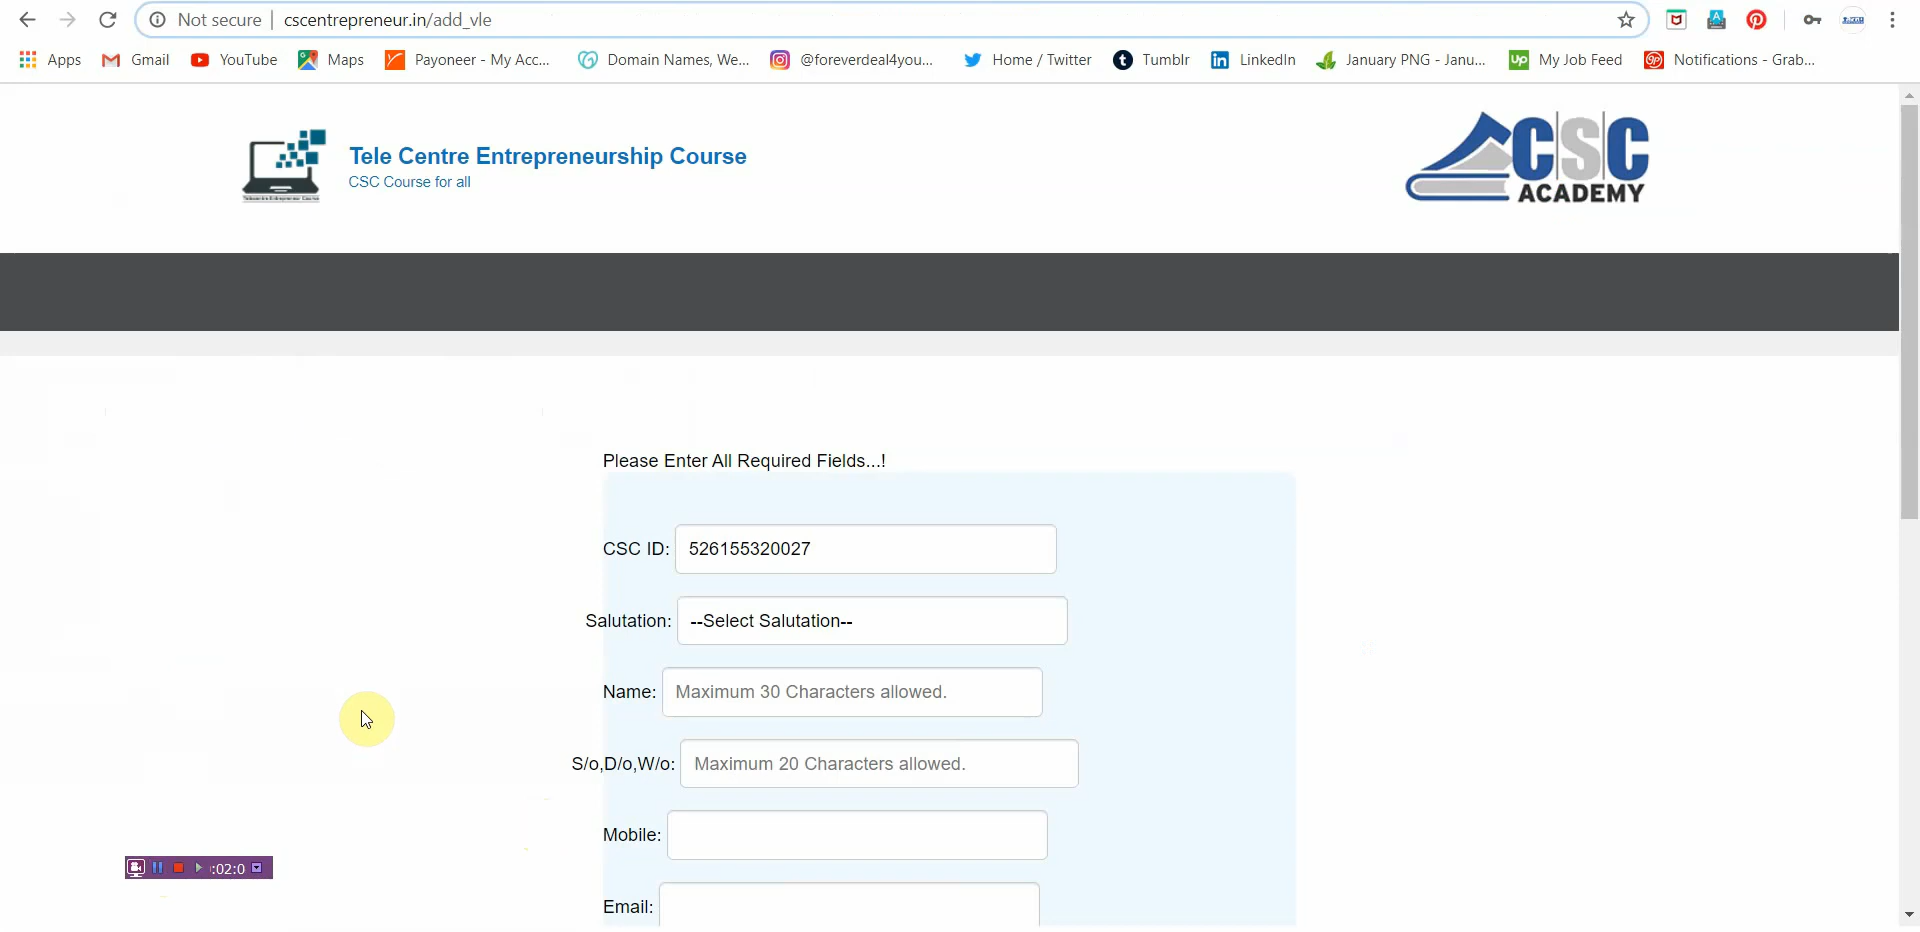 Not secure | cscentrepreneur.in/add_vle
Apps Gmail YouTube Maps Payoneer - My Acc... Domain Names, We... @foreverdeal4you... Home / Twitter Tumblr LinkedIn January PNG - Janu... My Job Feed Notifications - Grab...
Tele Centre Entrepreneurship Course
CSC Course for all
CSC
ACADEMY
Please Enter All Required Fields...!
CSC ID: 526155320027
Salutation: --Select Salutation--
Name: Maximum 30 Characters allowed.
S/o,D/o,W/o: Maximum 20 Characters allowed.
Mobile:
:02:0
Email: